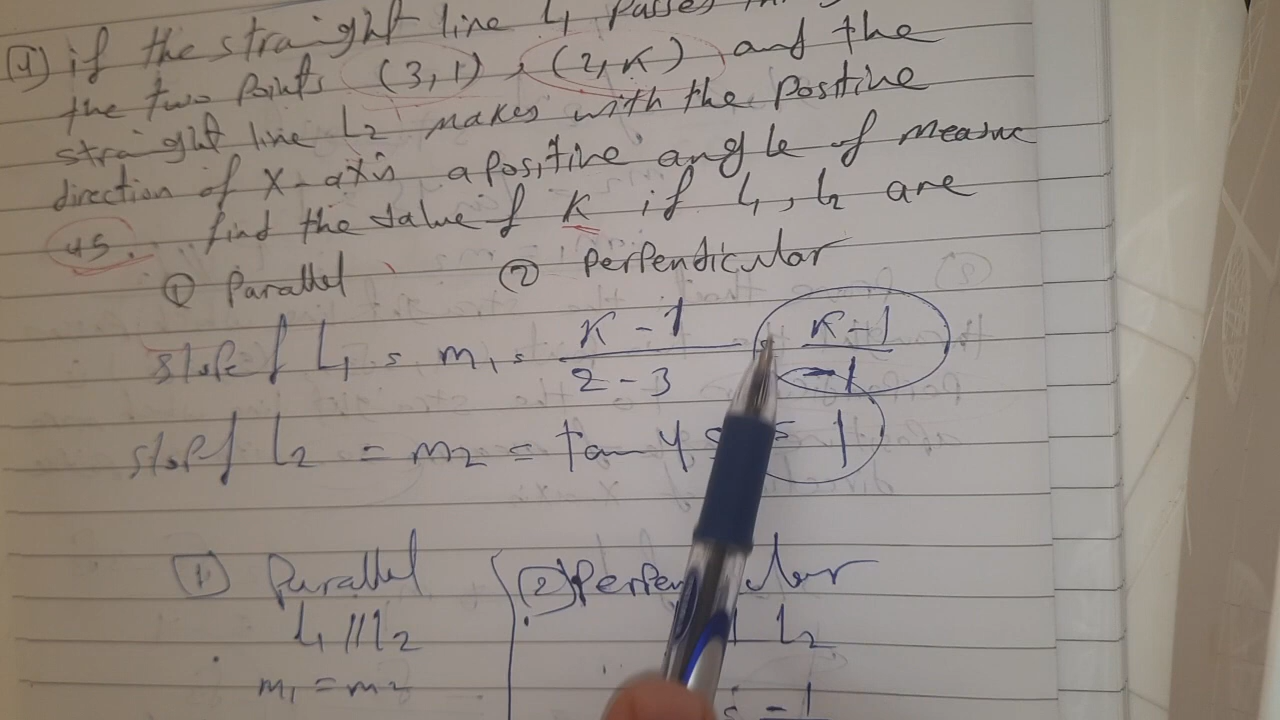 (4) if the straight line L1 passes
the two points (3,1), (2,K) and the
straight line L2 makes with the positive
direction of X-axis a positive angle of measure
45. find the value of K if L1, L2 are
① Parallel ② Perpendicular
slope of L1 = m1 = K-1/2-3 = K-1/-1
slope of L2 = m2 = tan 45 = 1
① Parallel
② Perpen
L1 // L2
L2
m1 = m2
= -1